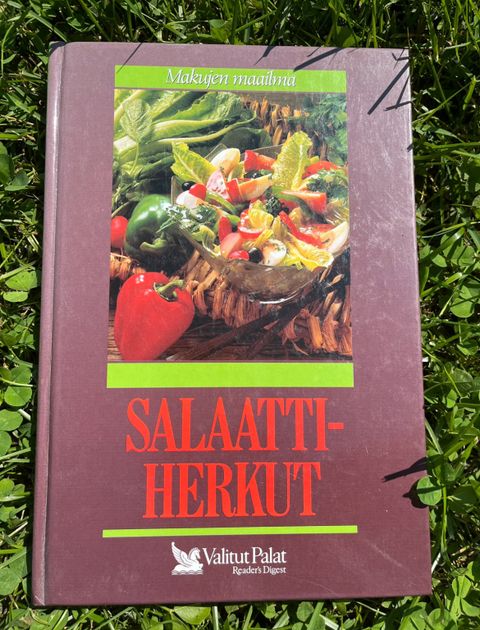 Makujen maailma
SALAATTI-
HERKUT
Valitut Palat
Reader's Digest